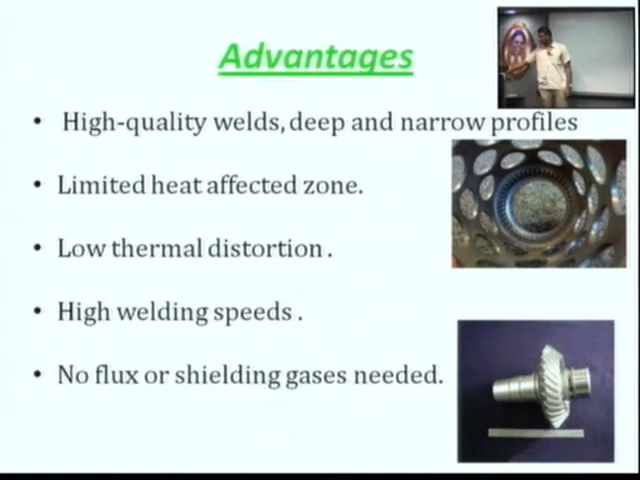 Advantages
• High-quality welds, deep and narrow profiles
• Limited heat affected zone.
• Low thermal distortion .
• High welding speeds .
• No flux or shielding gases needed.